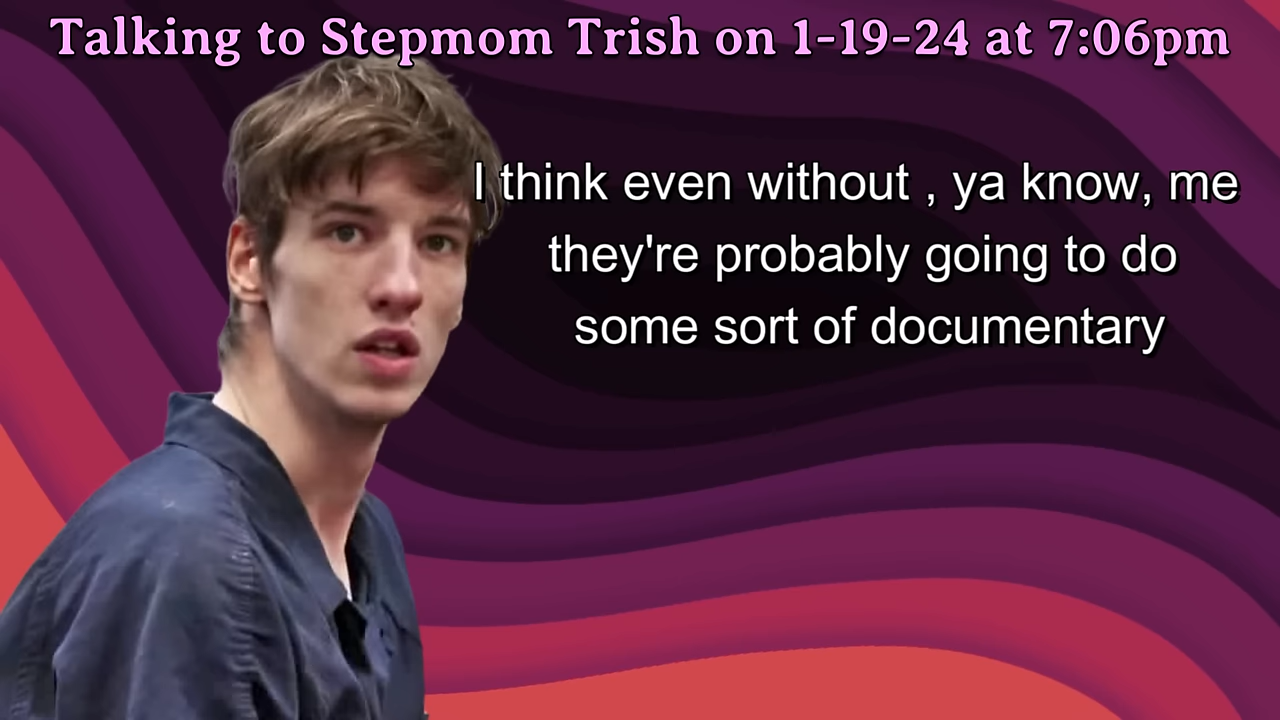 Talking to Stepmom Trish on 1-19-24 at 7:06pm
I think even without , ya know, me
they're probably going to do
some sort of documentary